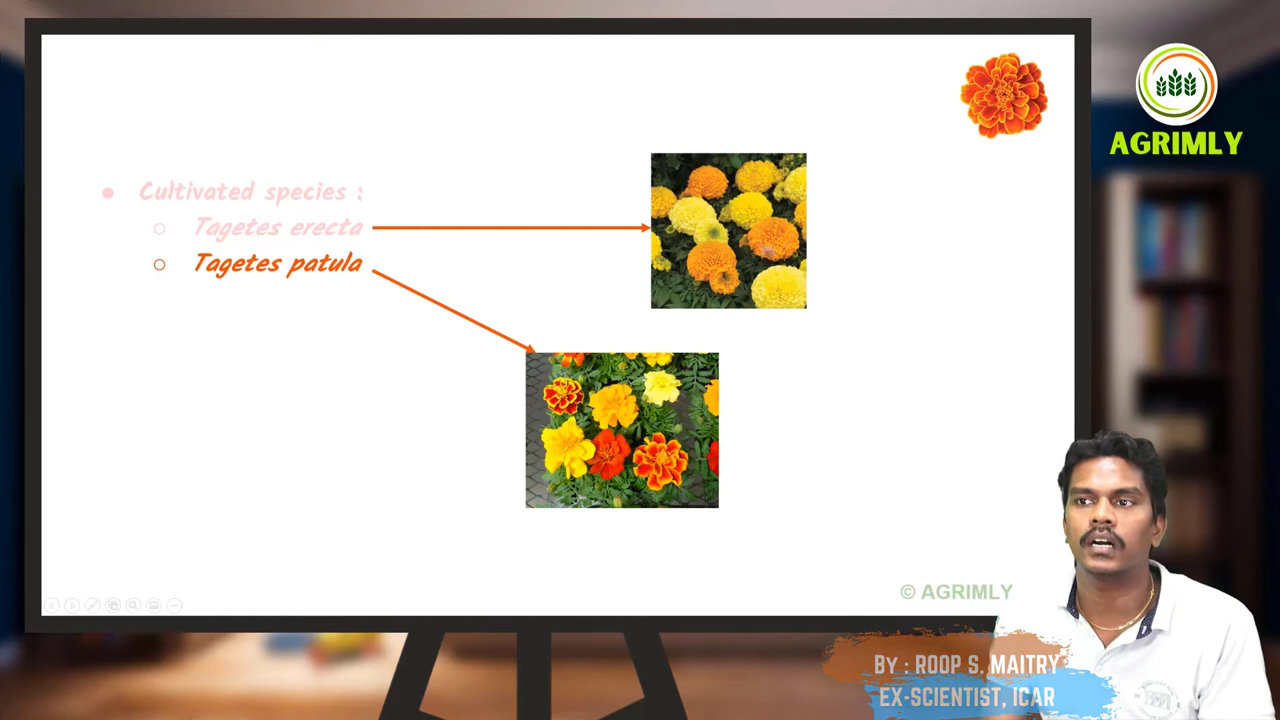 AGRIMLY
Cultivated species :
Tagetes erecta
Tagetes patula
© AGRIMLY
BY : ROOP S. MAITRY
EX-SCIENTIST, ICAR